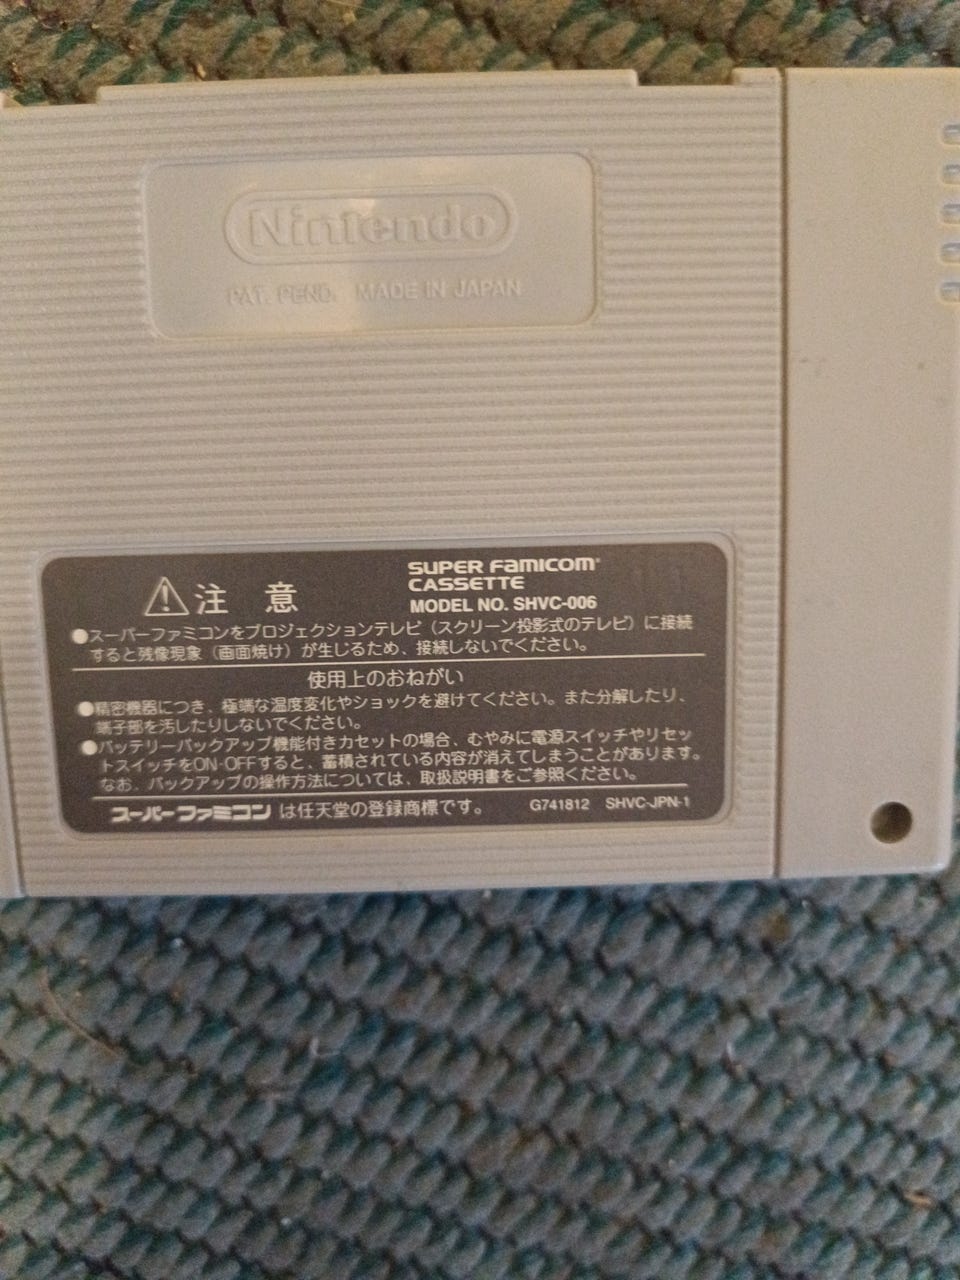 Nintendo
PAT. PEND. MADE IN JAPAN
注 意
SUPER FAMICOM
CASSETTE
MODEL NO. SHVC-006
●スーパーファミコンをプロジェクションテレビ（スクリーン投影式のテレビ）に接続
すると残像現象（画面焼け）が生じるため、接続しないでください。
使用上のおねがい
●精密機器につき、極端な温度変化やショックを避けてください。また分解したり、
端子部を汚したりしないでください。
●バッテリーバックアップ機能付きカセットの場合、むやみに電源スイッチやリセッ
トスイッチをON-OFFすると、蓄積されている内容が消えてしまうことがあります。
なお、バックアップの操作方法については、取扱説明書をご参照ください。
スーパーファミコン は任天堂の登録商標です。 G741812 SHVC-JPN-1